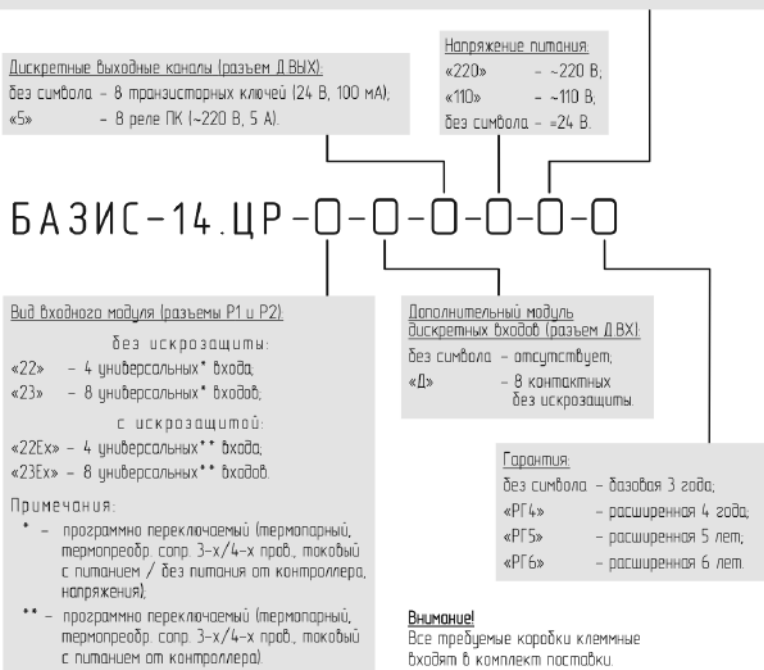 Дискретные выходные каналы (разъем Д ВЫХ):
без символа – 8 транзисторных ключей (24 В, 100 мА);
«5» – 8 реле ПК (~220 В, 5 А).
Напряжение питания:
«220» – ~220 В;
«110» – ~110 В;
без символа – =24 В.
БАЗИС-14.ЦР-
Вид входного модуля (разъемы Р1 и Р2):
без искрозащиты:
«22» – 4 универсальных* входа;
«23» – 8 универсальных* входов;
с искрозащитой:
«22Ex» – 4 универсальных** входа;
«23Ex» – 8 универсальных** входов.
Примечания:
* – программно переключаемый (термопарный,
термопреобр. сопр. 3-х/4-х пров., токовый
с питанием / без питания от контроллера,
напряжения);
** – программно переключаемый (термопарный,
термопреобр. сопр. 3-х/4-х пров., токовый
с питанием от контроллера).
Дополнительный модуль
дискретных входов (разъем Д ВХ):
без символа – отсутствует;
«Д» – 8 контактных
без искрозащиты.
Гарантия:
без символа – базовая 3 года;
«РГ4» – расширенная 4 года;
«РГ5» – расширенная 5 лет;
«РГ6» – расширенная 6 лет.
Внимание!
Все требуемые коробки клеммные
входят в комплект поставки.